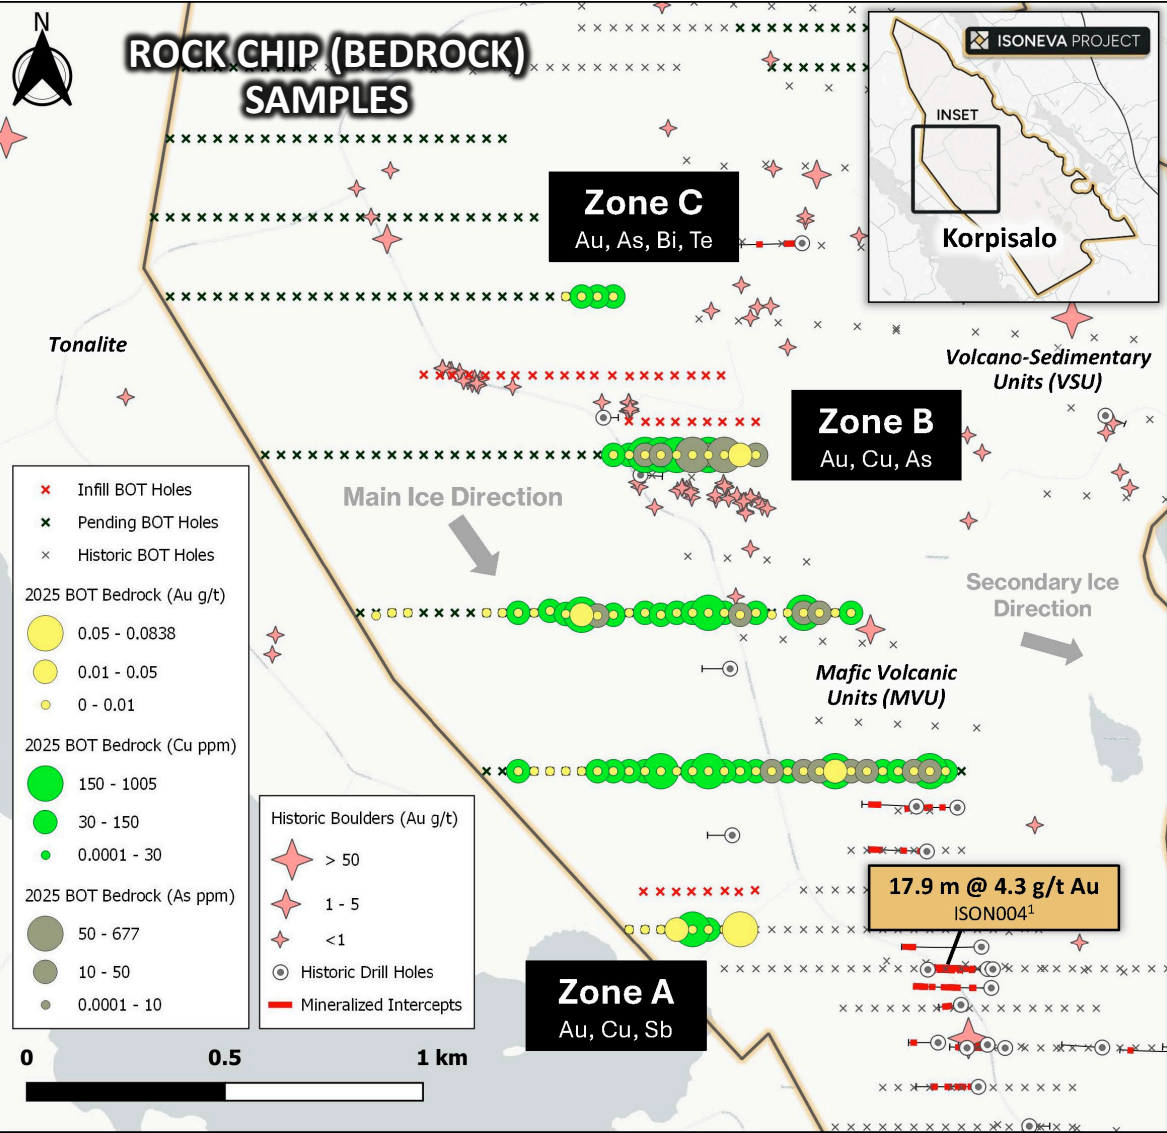 N
ROCK CHIP (BEDROCK)
SAMPLES
ISONEVA PROJECT
INSET
Korpisalo
Zone C
Au, As, Bi, Te
Tonalite
Volcano-Sedimentary
Units (VSU)
Zone B
Au, Cu, As
Main Ice Direction
Secondary Ice
Direction
Mafic Volcanic
Units (MVU)
Infill BOT Holes
Pending BOT Holes
Historic BOT Holes
2025 BOT Bedrock (Au g/t)
0.05 - 0.0838
0.01 - 0.05
0 - 0.01
2025 BOT Bedrock (Cu ppm)
150 - 1005
30 - 150
0.0001 - 30
2025 BOT Bedrock (As ppm)
50 - 677
10 - 50
0.0001 - 10
Historic Boulders (Au g/t)
> 50
1 - 5
<1
Historic Drill Holes
Mineralized Intercepts
17.9 m @ 4.3 g/t Au
ISON004¹
Zone A
Au, Cu, Sb
0 0.5 1 km